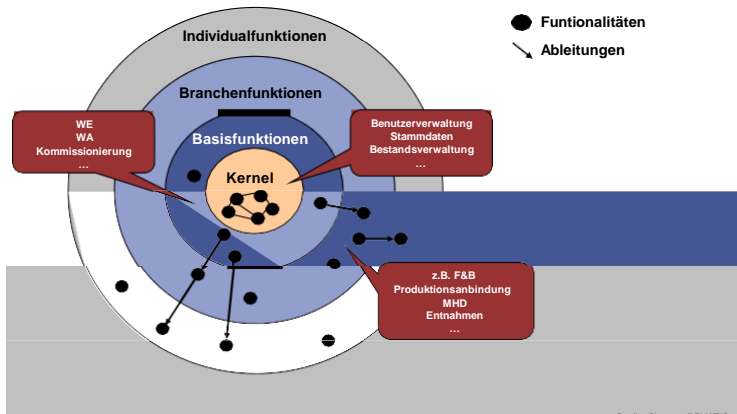 Individualfunktionen
Funtionalitäten
Ableitungen
Branchenfunktionen
WE
WA
Kommissionierung
...
Basisfunktionen
Benutzerverwaltung
Stammdaten
Bestandsverwaltung
...
Kernel
z.B. F&B
Produktionsanbindung
MHD
Entnahmen
...